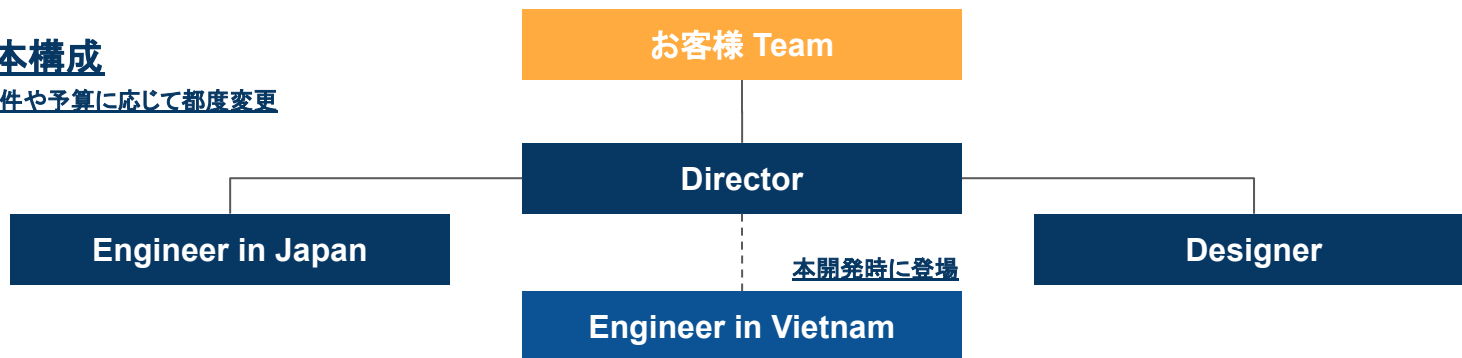 本構成
件や予算に応じて都度変更
お客様 Team
Director
Engineer in Japan
Designer
本開発時に登場
Engineer in Vietnam